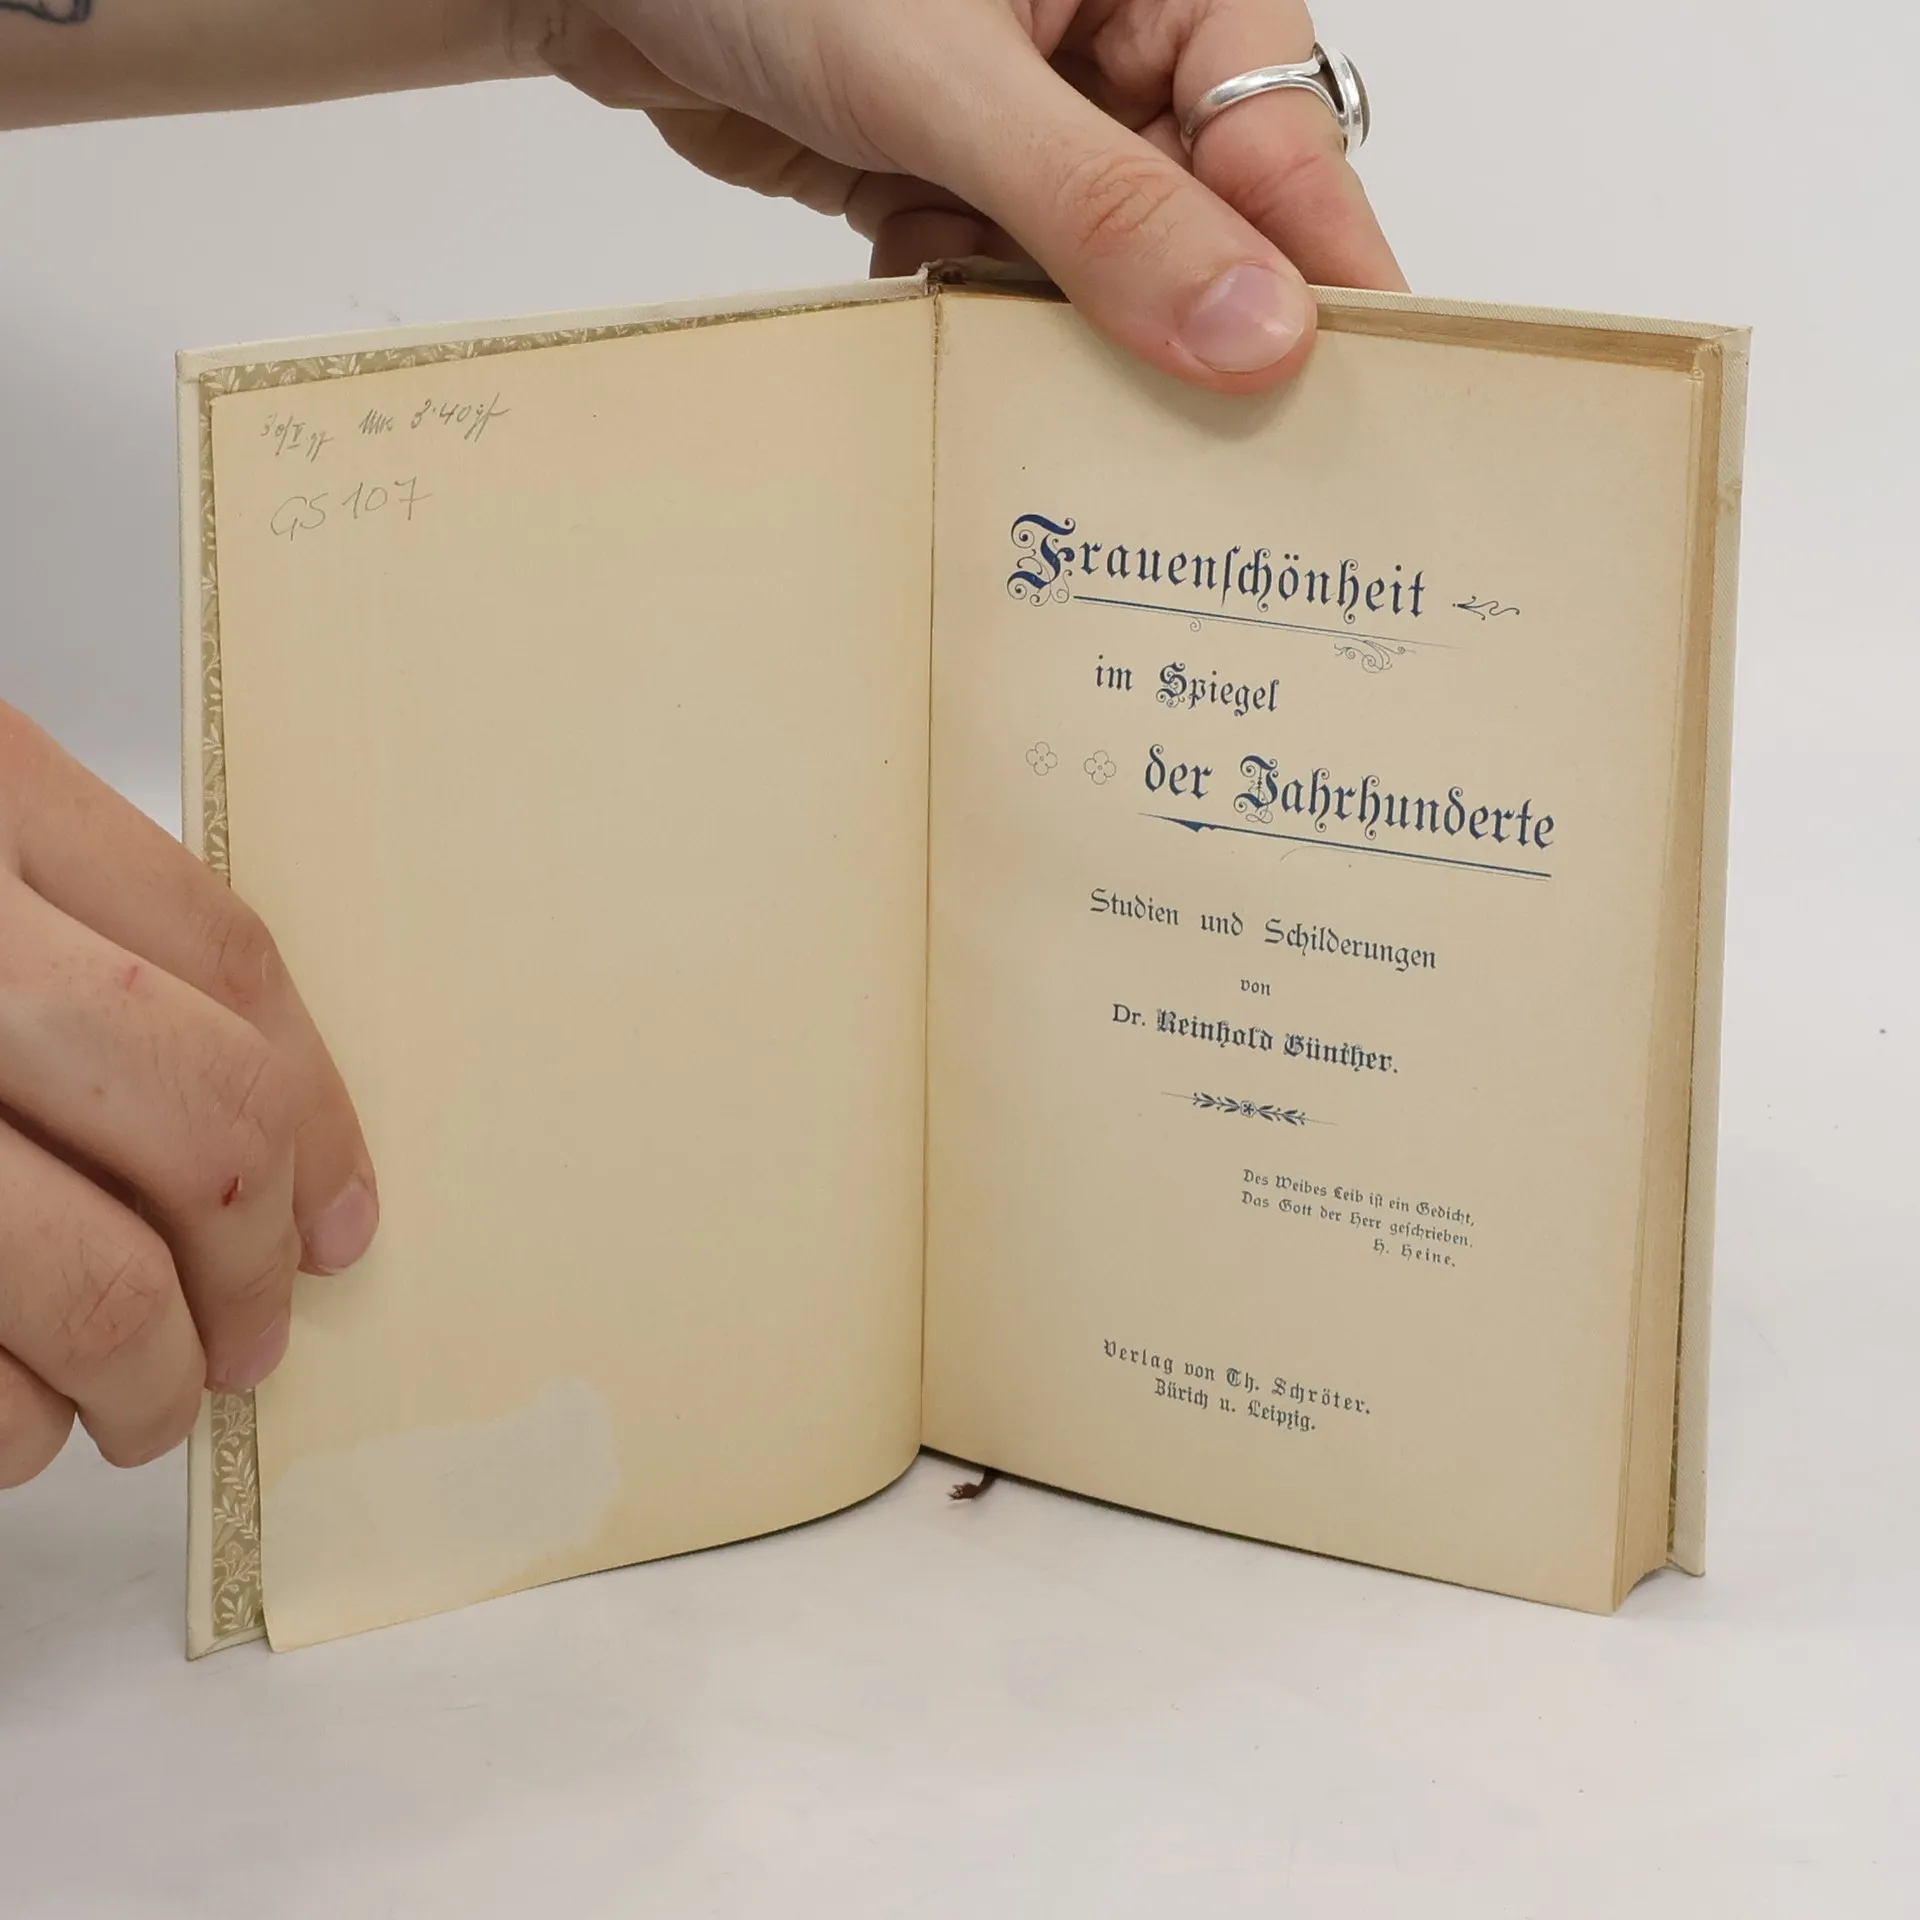 GS 107
Frauenſchönheit
im Spiegel
der Jahrhunderte
Studien und Schilderungen
von
Dr. Reinhold Günther.
Des Weibes Leib iſt ein Gedicht,
Das Gott der Herr geſchrieben.
H. Heine.
Verlag von Th. Schröter.
Zürich u. Leipzig.